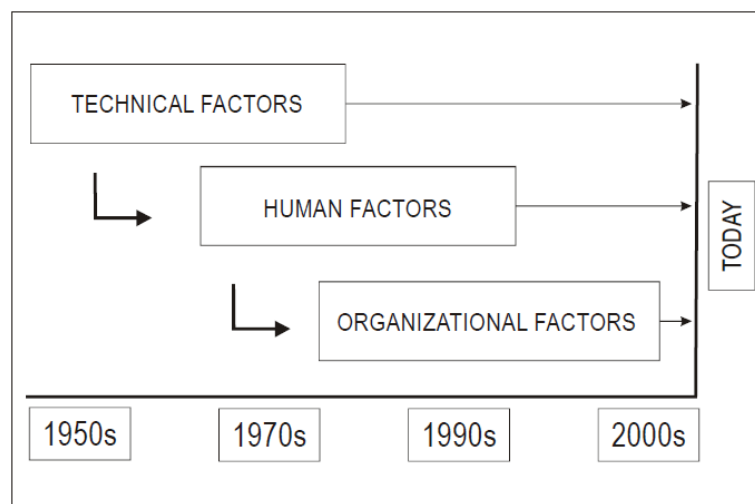 TECHNICAL FACTORS
HUMAN FACTORS
ORGANIZATIONAL FACTORS
TODAY
1950s
1970s
1990s
2000s